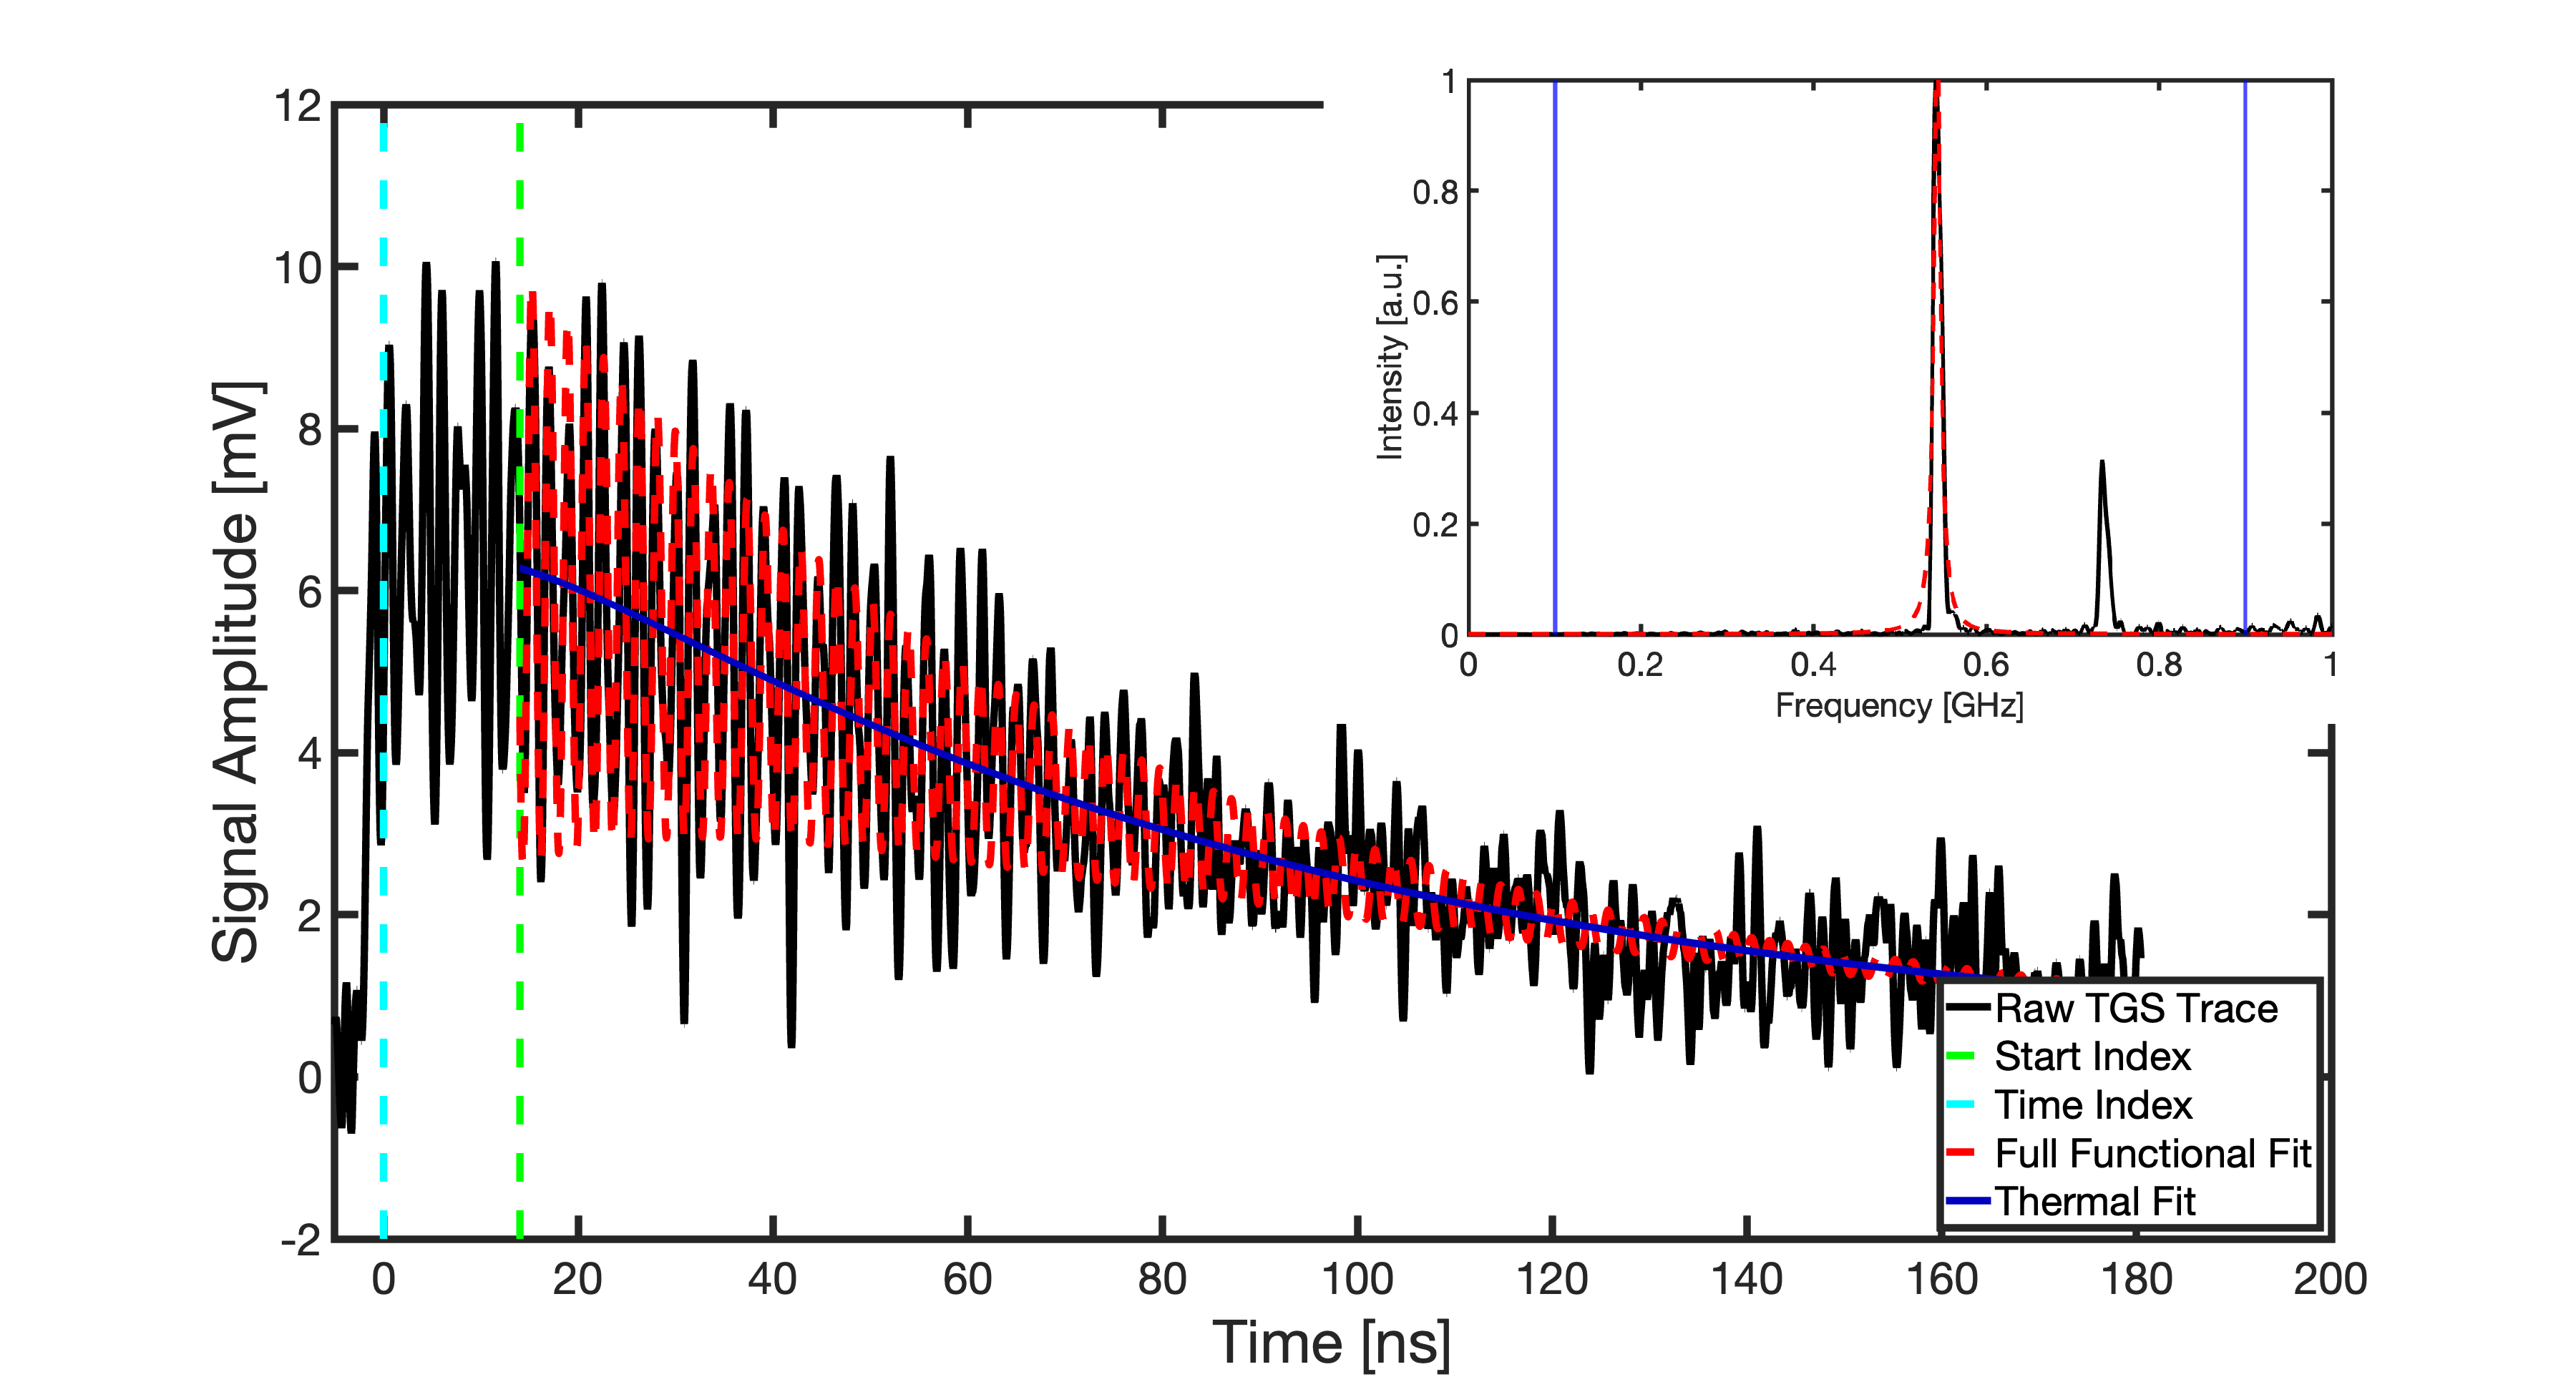 12
10
8
6
4
2
0
-2
Signal Amplitude [mV]
0 20 40 60 80 100 120 140 160 180 200
Time [ns]
1
0.8
0.6
0.4
0.2
0
Intensity [a.u.]
0 0.2 0.4 0.6 0.8 1
Frequency [GHz]
Raw TGS Trace
Start Index
Time Index
Full Functional Fit
Thermal Fit